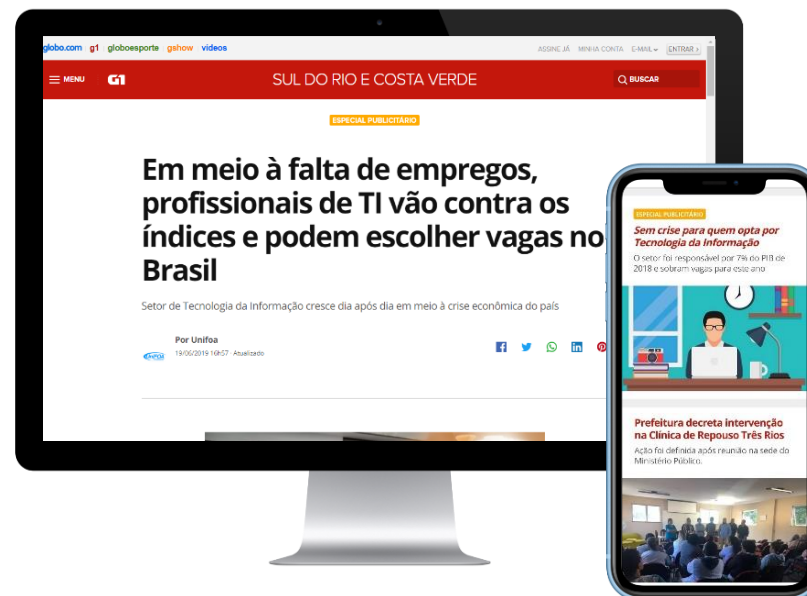 globo.com g1 globoesporte gshow vídeos
ASSINE JÁ MINHA CONTA E-MAIL ENTRAR ›
MENU G1 SUL DO RIO E COSTA VERDE BUSCAR
ESPECIAL PUBLICITÁRIO
Em meio à falta de empregos,
profissionais de TI vão contra os
índices e podem escolher vagas no
Brasil
Setor de Tecnologia da Informação cresce dia após dia em meio à crise econômica do país
Por Unifoa
19/06/2019 16h57 · Atualizado
ESPECIAL PUBLICITÁRIO
Sem crise para quem opta por
Tecnologia da Informação
O setor foi responsável por 7% do PIB de
2018 e sobram vagas para este ano
Prefeitura decreta intervenção
na Clínica de Repouso Três Rios
Ação foi definida após reunião na sede do
Ministério Público.